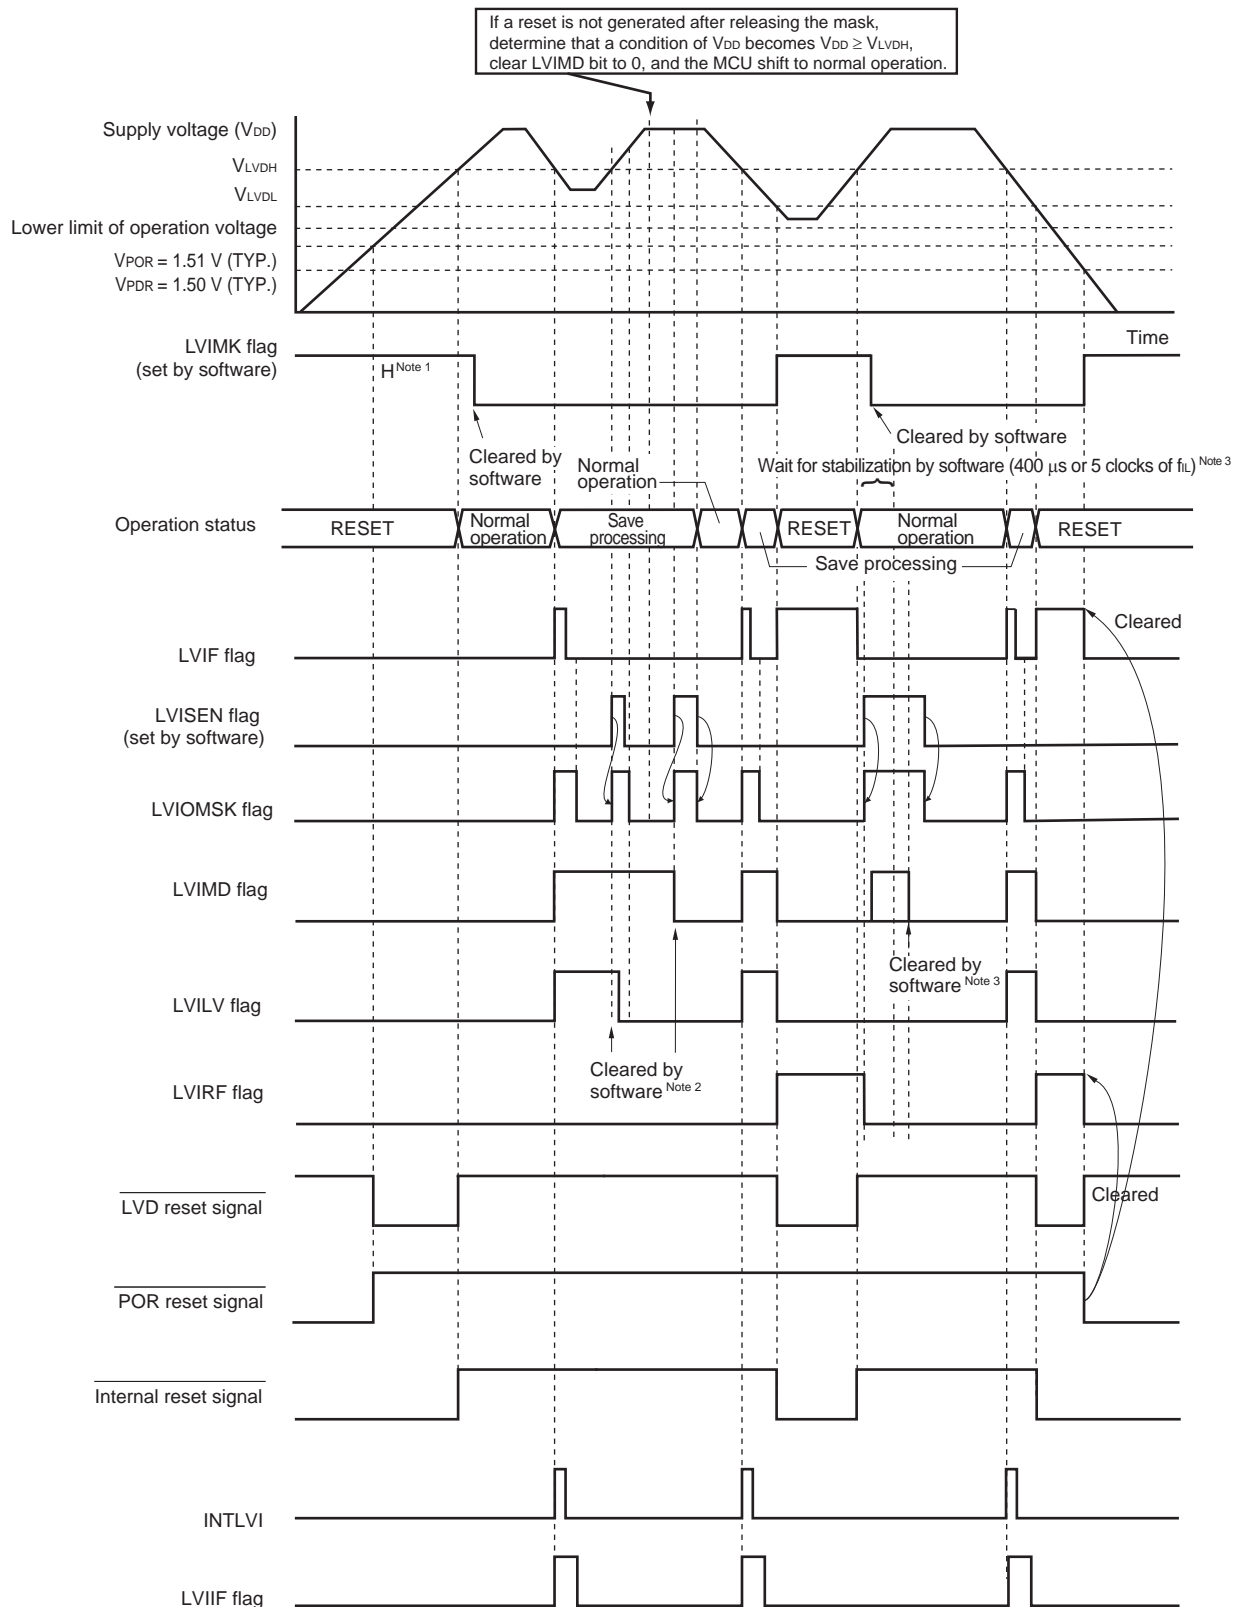 If a reset is not generated after releasing the mask,
determine that a condition of VDD becomes VDD ≥ VLVDH,
clear LVIMD bit to 0, and the MCU shift to normal operation.
Supply voltage (VDD)
VLVDH
VLVDL
Lower limit of operation voltage
VPOR = 1.51 V (TYP.)
VPDR = 1.50 V (TYP.)
Time
LVIMK flag
(set by software)
H Note 1
Cleared by
software
Cleared by software
Normal
operation
Wait for stabilization by software (400 μs or 5 clocks of fIL) Note 3
Operation status
RESET
Normal
operation
Save
processing
RESET
Normal
operation
RESET
Save processing
Cleared
LVIF flag
LVISEN flag
(set by software)
LVIOMSK flag
LVIMD flag
Cleared by
software Note 3
LVILV flag
Cleared by
software Note 2
LVIRF flag
LVD reset signal
Cleared
POR reset signal
Internal reset signal
INTLVI
LVIIF flag